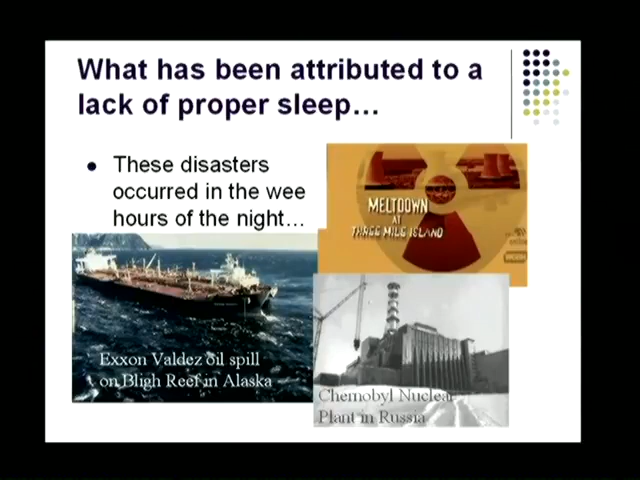 What has been attributed to a
lack of proper sleep…
These disasters
occurred in the wee
hours of the night…
MELTDOWN
AT
THREE MILE ISLAND
Exxon Valdez oil spill
on Bligh Reef in Alaska
Chernobyl Nuclear
Plant in Russia